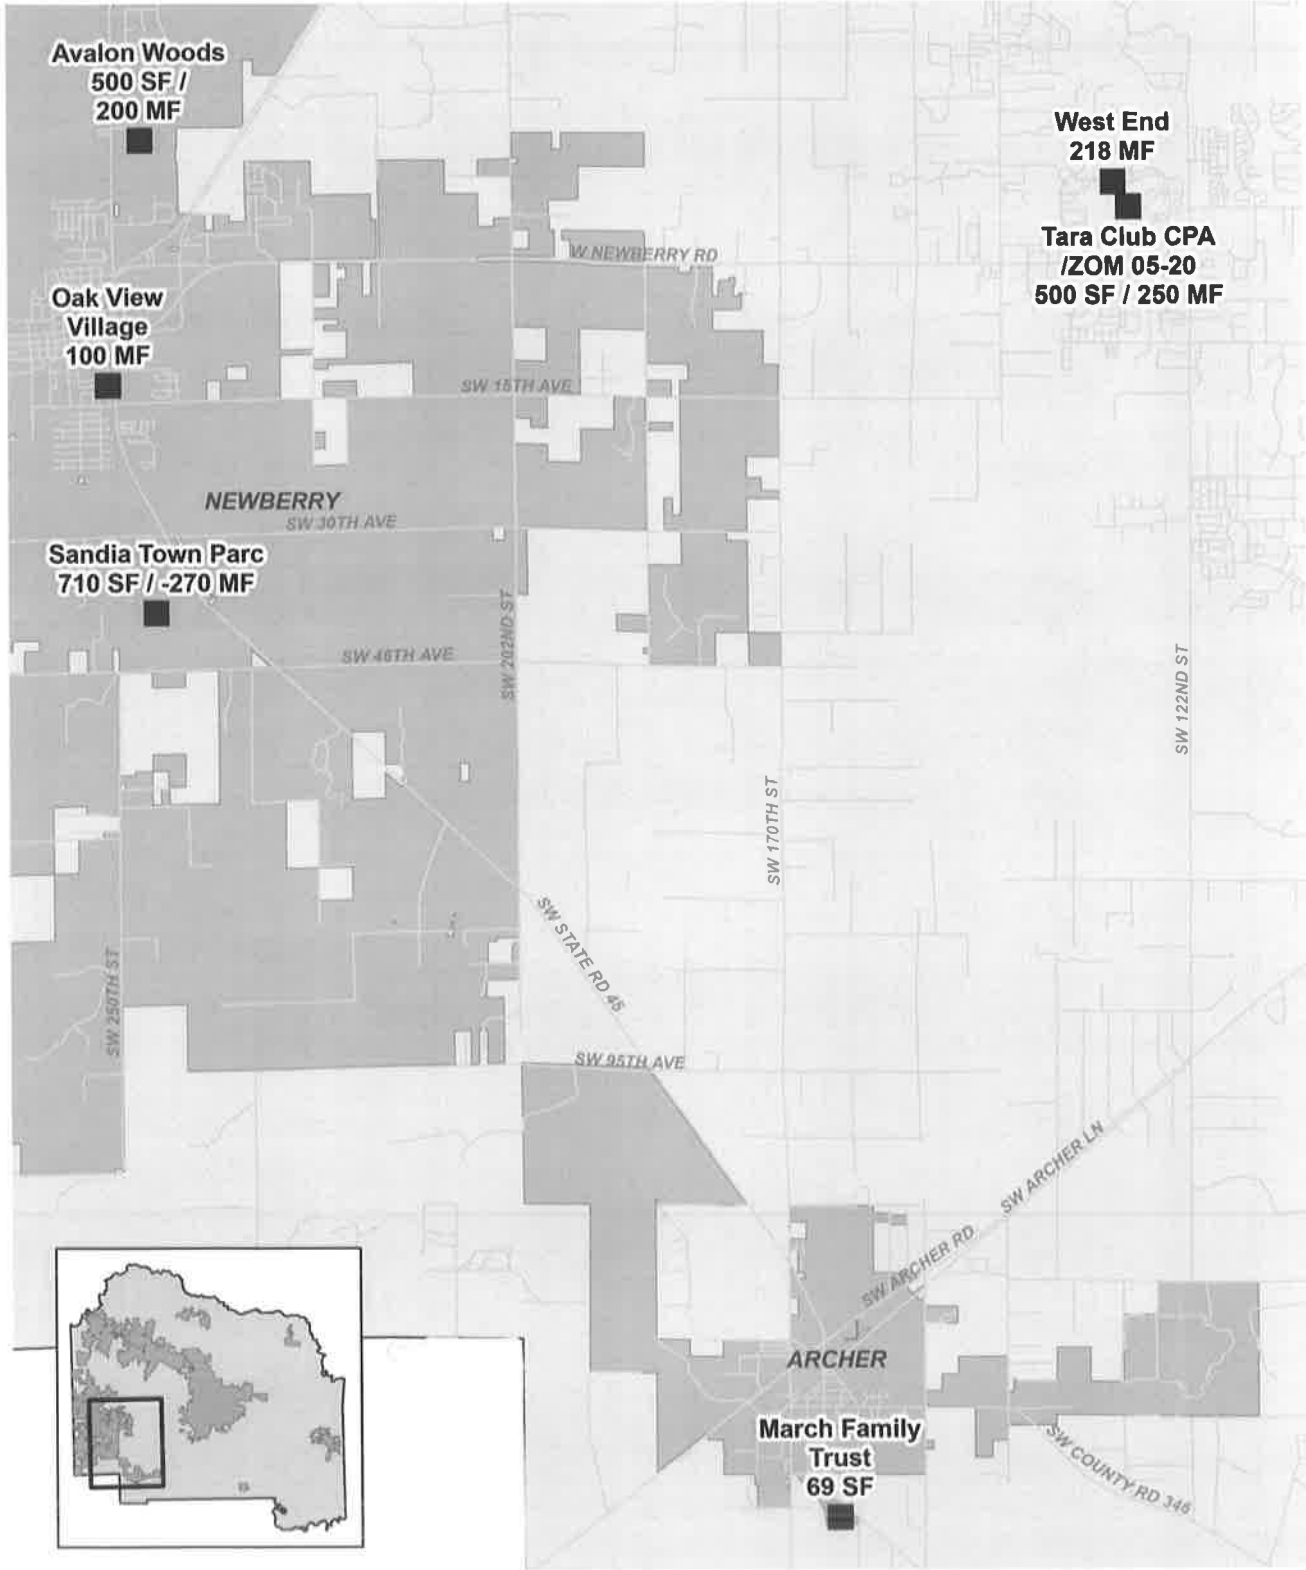 Avalon Woods
500 SF /
200 MF
West End
218 MF
Tara Club CPA
/ZOM 05-20
500 SF / 250 MF
W NEWBERRY RD
Oak View
Village
100 MF
SW 15TH AVE
NEWBERRY
SW 30TH AVE
Sandia Town Parc
710 SF / -270 MF
SW 202ND ST
SW 46TH AVE
SW 122ND ST
SW 170TH ST
SW STATE RD 45
SW 250TH ST
SW 95TH AVE
SW ARCHER LN
SW ARCHER RD
ARCHER
March Family
Trust
69 SF
SW COUNTY RD 346